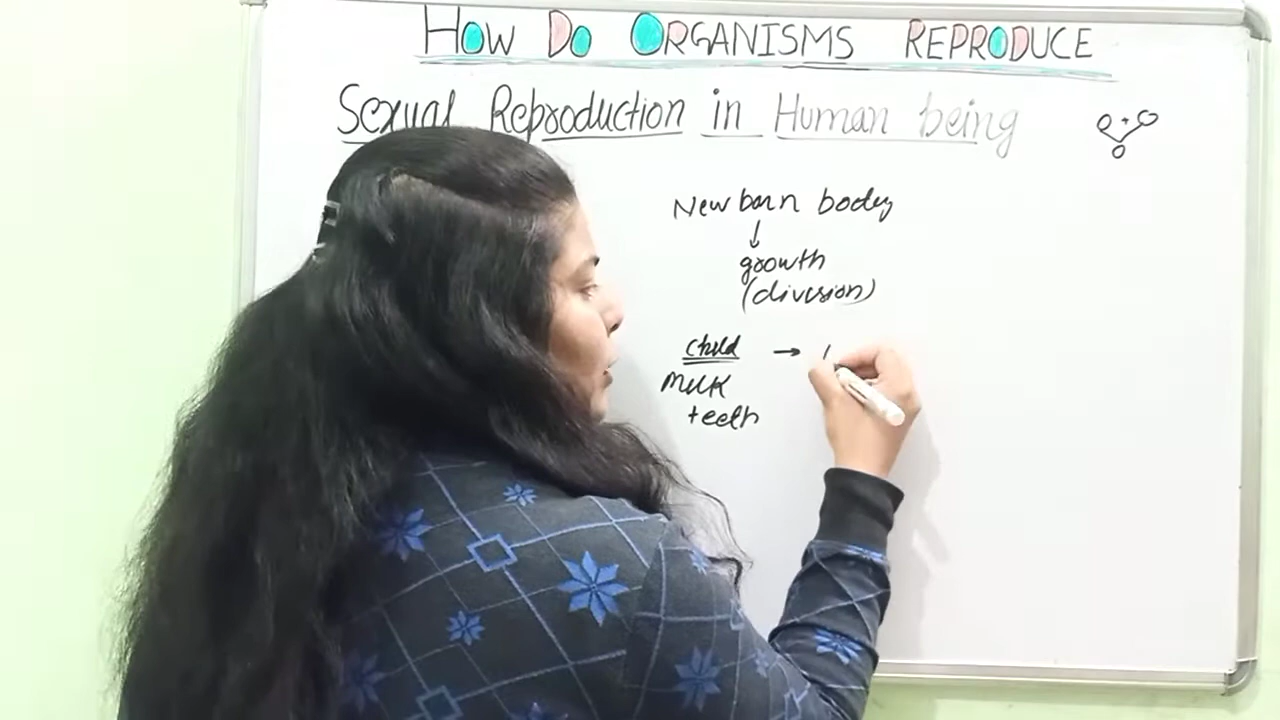 HOW DO ORGANISMS REPRODUCE
Sexual Reproduction in Human being
New born body
↓
growth
(division)
child →
Milk
teeth